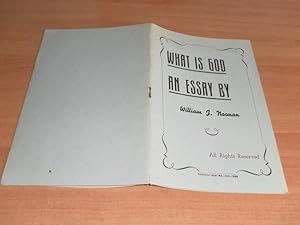 WHAT IS GOD
AN ESSAY BY
William J. Noonan
All Rights Reserved